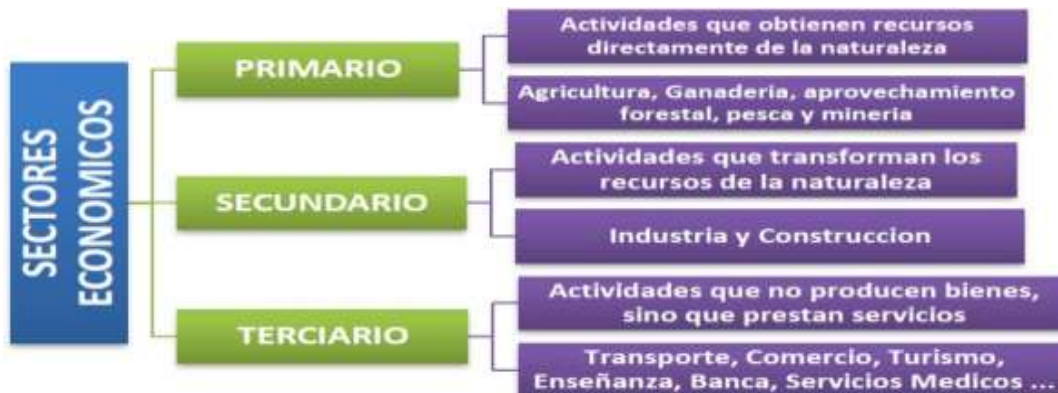 SECTORES
ECONOMICOS
PRIMARIO
Actividades que obtienen recursos
directamente de la naturaleza
Agricultura, Ganaderia, aprovechamiento
forestal, pesca y mineria
SECUNDARIO
Actividades que transforman los
recursos de la naturaleza
Industria y Construccion
TERCIARIO
Actividades que no producen bienes,
sino que prestan servicios
Transporte, Comercio, Turismo,
Enseñanza, Banca, Servicios Medicos ...